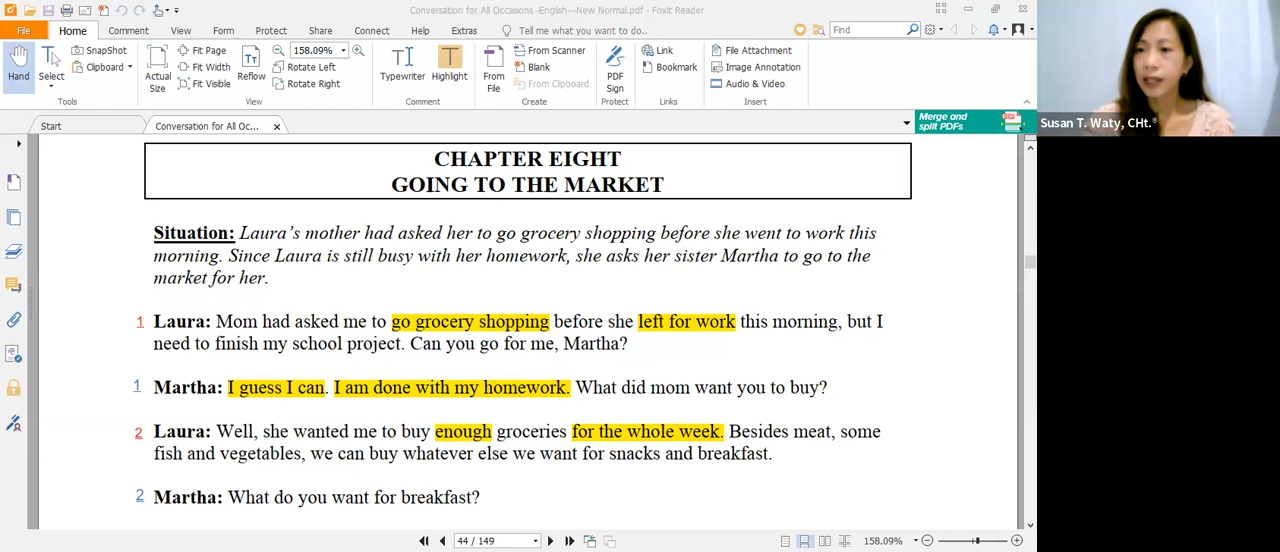 Conversation for All Occasions -English---New Normal.pdf - Foxit Reader
File Home Comment View Form Protect Share Connect Help Extras Tell me what you want to do.. Find
Hand Select SnapShot Clipboard Actual Size Fit Page Fit Width Fit Visible Reflow 158.09% Rotate Left Rotate Right Typewriter Highlight From File From Scanner Blank From Clipboard PDF Sign Link Bookmark File Attachment Image Annotation Audio & Video
Tools View Comment Create Protect Links Insert
Start Conversation for All Oc... Merge and split PDFs
Susan T. Waty, CHt.®
CHAPTER EIGHT
GOING TO THE MARKET
Situation: Laura's mother had asked her to go grocery shopping before she went to work this
morning. Since Laura is still busy with her homework, she asks her sister Martha to go to the
market for her.
1 Laura: Mom had asked me to go grocery shopping before she left for work this morning, but I
need to finish my school project. Can you go for me, Martha?
1 Martha: I guess I can. I am done with my homework. What did mom want you to buy?
2 Laura: Well, she wanted me to buy enough groceries for the whole week. Besides meat, some
fish and vegetables, we can buy whatever else we want for snacks and breakfast.
2 Martha: What do you want for breakfast?
44 / 149 158.09%